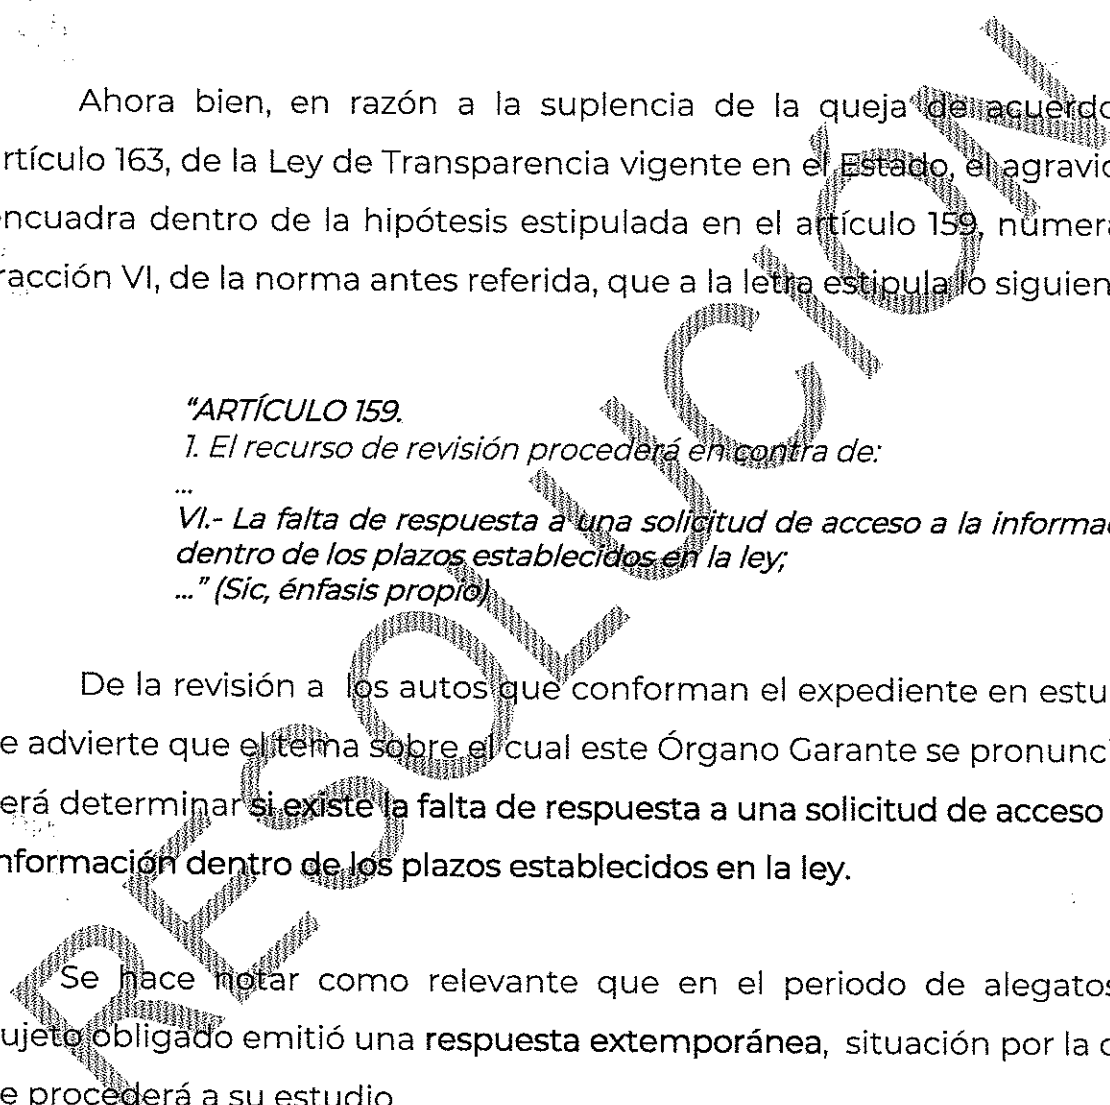 Ahora bien, en razón a la suplencia de la queja de acuerdo
rtículo 163, de la Ley de Transparencia vigente en el Estado, el agravio
ncuadra dentro de la hipótesis estipulada en el artículo 159, numera
racción VI, de la norma antes referida, que a la letra estipula lo siguien
"ARTÍCULO 159.
1. El recurso de revisión procederá en contra de:
...
VI.- La falta de respuesta a una solicitud de acceso a la informac
dentro de los plazos establecidos en la ley;
..." (Sic, énfasis propio)
De la revisión a los autos que conforman el expediente en estu
e advierte que el tema sobre el cual este Órgano Garante se pronunci
erá determinar si existe la falta de respuesta a una solicitud de acceso
nformación dentro de los plazos establecidos en la ley.
Se hace notar como relevante que en el periodo de alegatos
ujeto obligado emitió una respuesta extemporánea, situación por la c
e procederá a su estudio
RESOLUCION